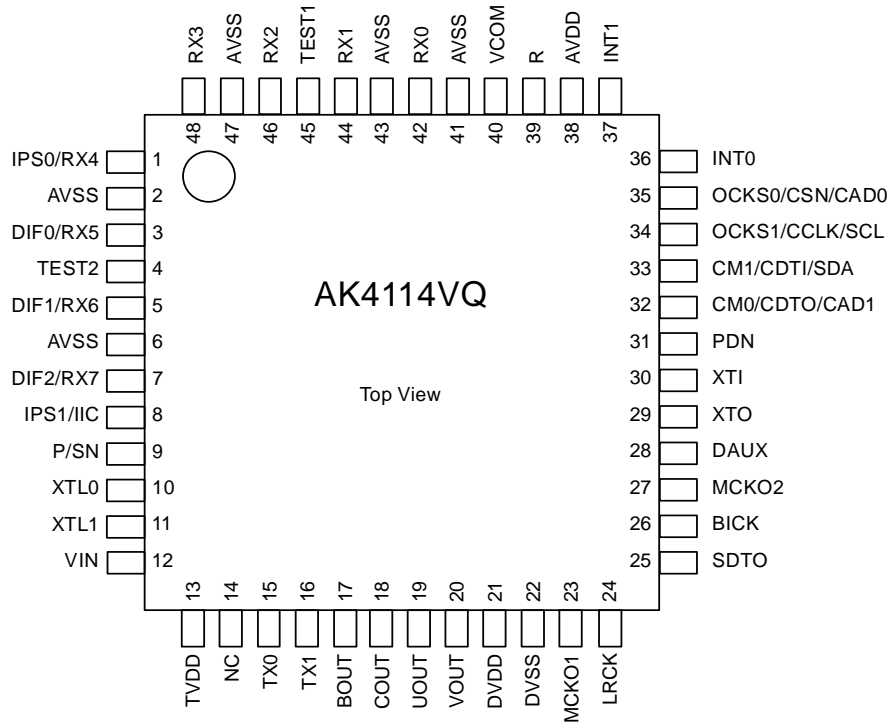 RX3
AVSS
RX2
TEST1
RX1
AVSS
RX0
AVSS
VCOM
R
AVDD
INT1
48
47
46
45
44
43
42
41
40
39
38
37
IPS0/RX4 1
AVSS 2
DIF0/RX5 3
TEST2 4
DIF1/RX6 5
AVSS 6
DIF2/RX7 7
IPS1/IIC 8
P/SN 9
XTL0 10
XTL1 11
VIN 12
AK4114VQ
Top View
36 INT0
35 OCKS0/CSN/CAD0
34 OCKS1/CCLK/SCL
33 CM1/CDTI/SDA
32 CM0/CDTO/CAD1
31 PDN
30 XTI
29 XTO
28 DAUX
27 MCKO2
26 BICK
25 SDTO
13
14
15
16
17
18
19
20
21
22
23
24
TVDD
NC
TX0
TX1
BOUT
COUT
UOUT
VOUT
DVDD
DVSS
MCKO1
LRCK